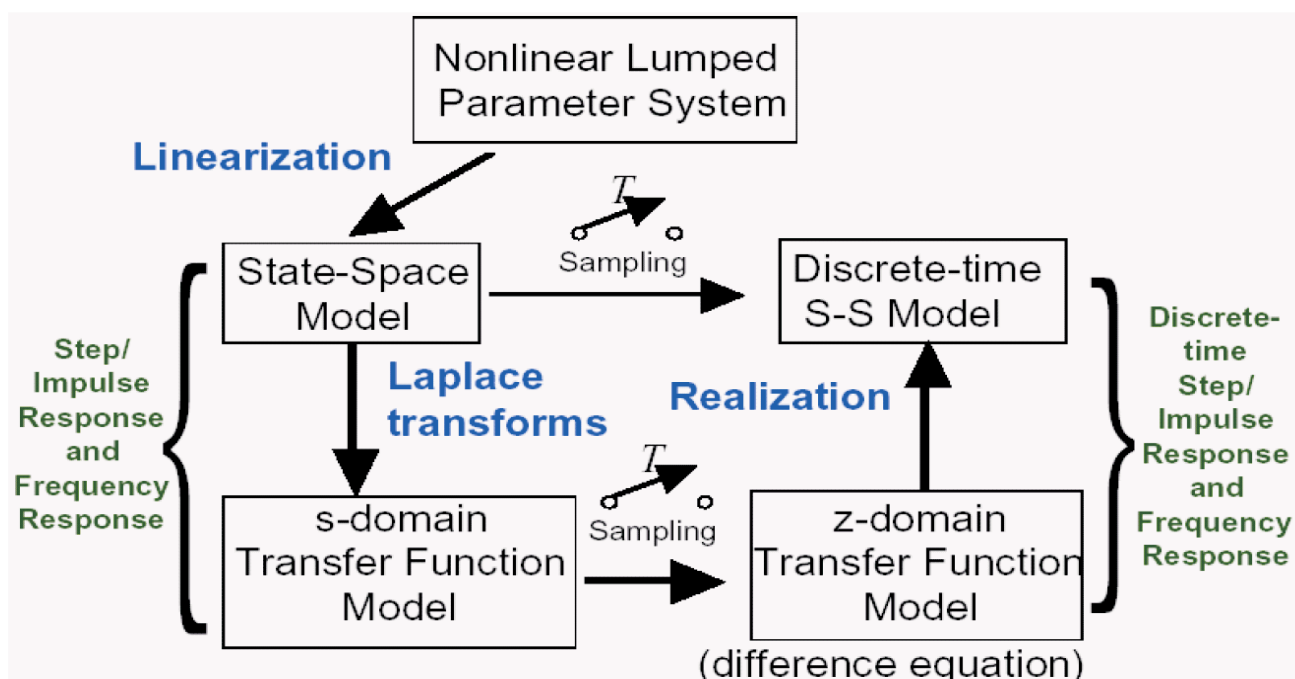 Nonlinear Lumped
Parameter System
Linearization
T
Sampling
State-Space
Model
Discrete-time
S-S Model
Step/
Impulse
Response
and
Frequency
Response
Laplace
transforms
Realization
Discrete-
time
Step/
Impulse
Response
and
Frequency
Response
T
Sampling
s-domain
Transfer Function
Model
z-domain
Transfer Function
Model
(difference equation)